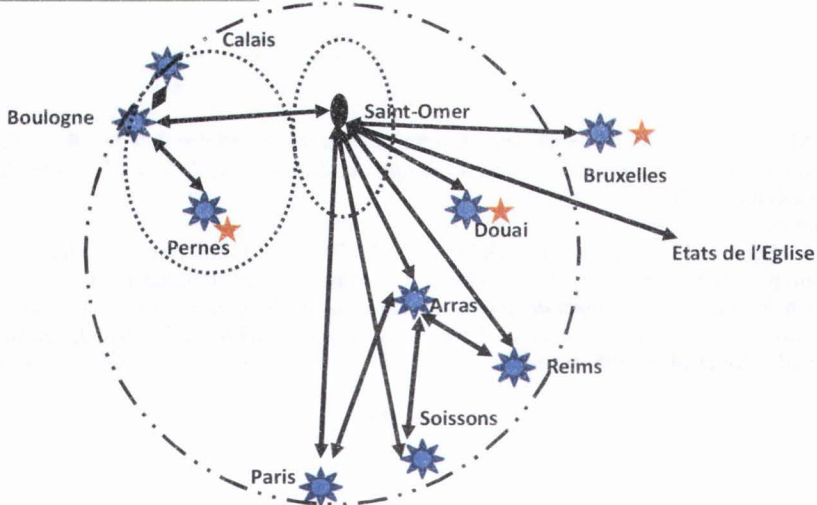 Calais
Boulogne
Saint-Omer
Bruxelles
Pernes
Douai
Etats de l'Eglise
Arras
Reims
Soissons
Paris